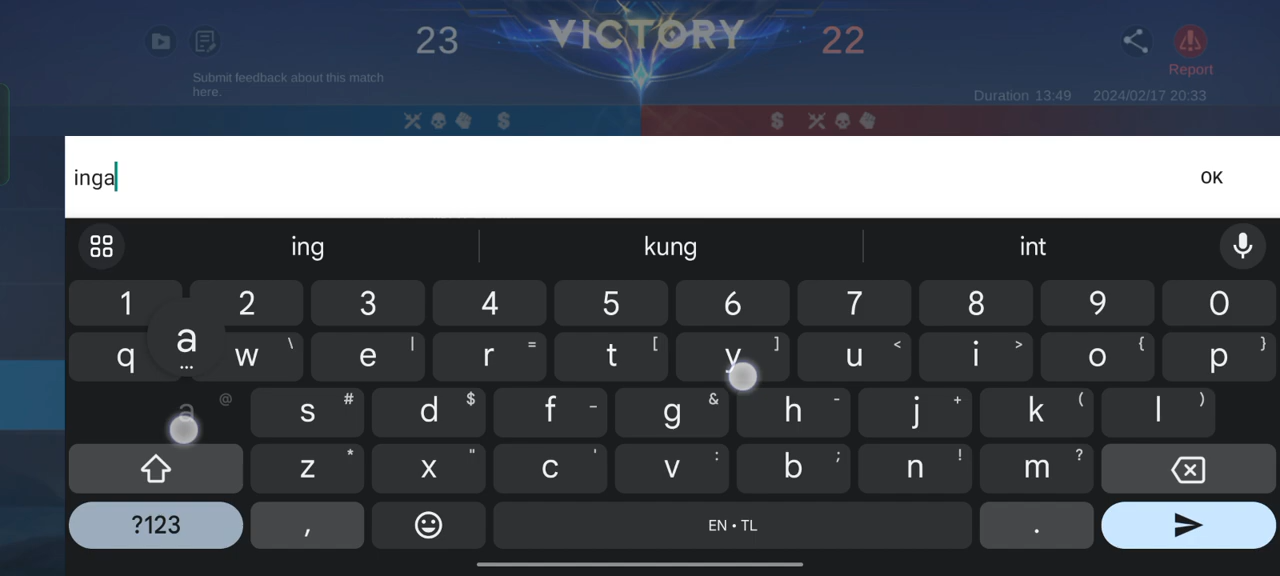 23 VICTORY 22
Submit feedback about this match
here.
Report
Duration 13:49 2024/02/17 20:33
$ $
inga OK
ing kung int
1 2 3 4 5 6 7 8 9 0
a
...
q w \ e | r = t [ y ] u < i > o { p }
a @ s # d $ f _ g & h - j + k ( l )
z * x " c ' v : b ; n ! m ?
?123 , EN • TL .